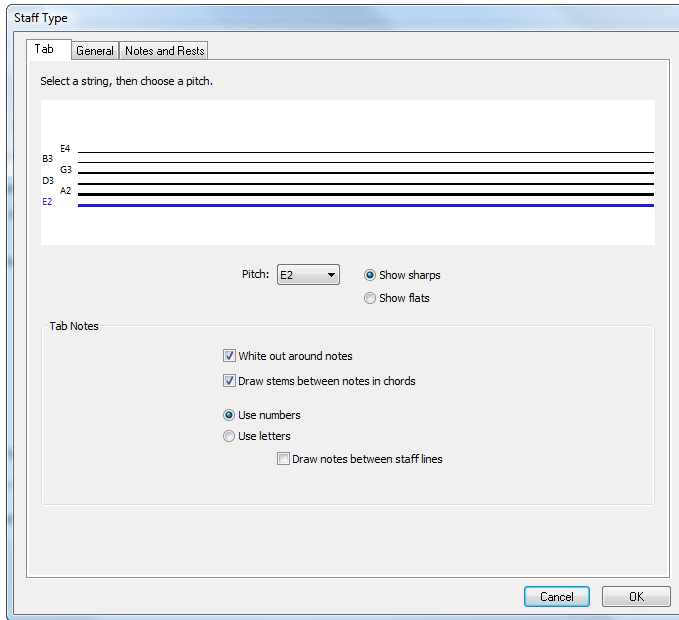 Staff Type
Tab General Notes and Rests
Select a string, then choose a pitch.
E4
B3
G3
D3
A2
E2
Pitch: E2 Show sharps
Show flats
Tab Notes
White out around notes
Draw stems between notes in chords
Use numbers
Use letters
Draw notes between staff lines
Cancel OK